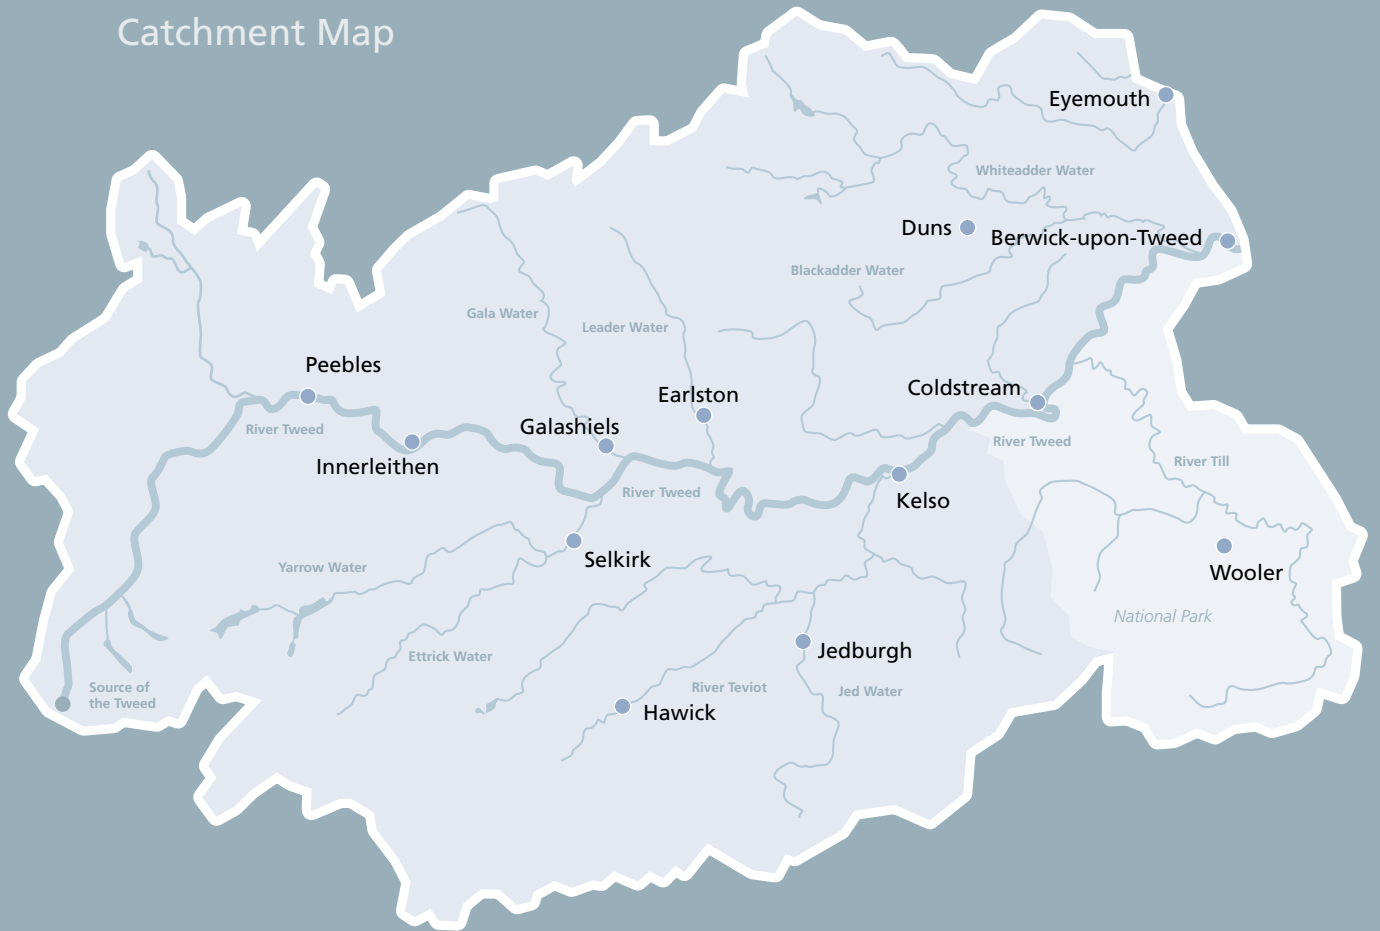 Catchment Map
Eyemouth
Whiteadder Water
Duns
Berwick-upon-Tweed
Blackadder Water
Gala Water
Leader Water
Peebles
Earlston
Coldstream
River Tweed
Galashiels
River Tweed
Innerleithen
River Till
River Tweed
Kelso
Selkirk
Yarrow Water
Wooler
National Park
Ettrick Water
Jedburgh
Source of
the Tweed
River Teviot
Jed Water
Hawick